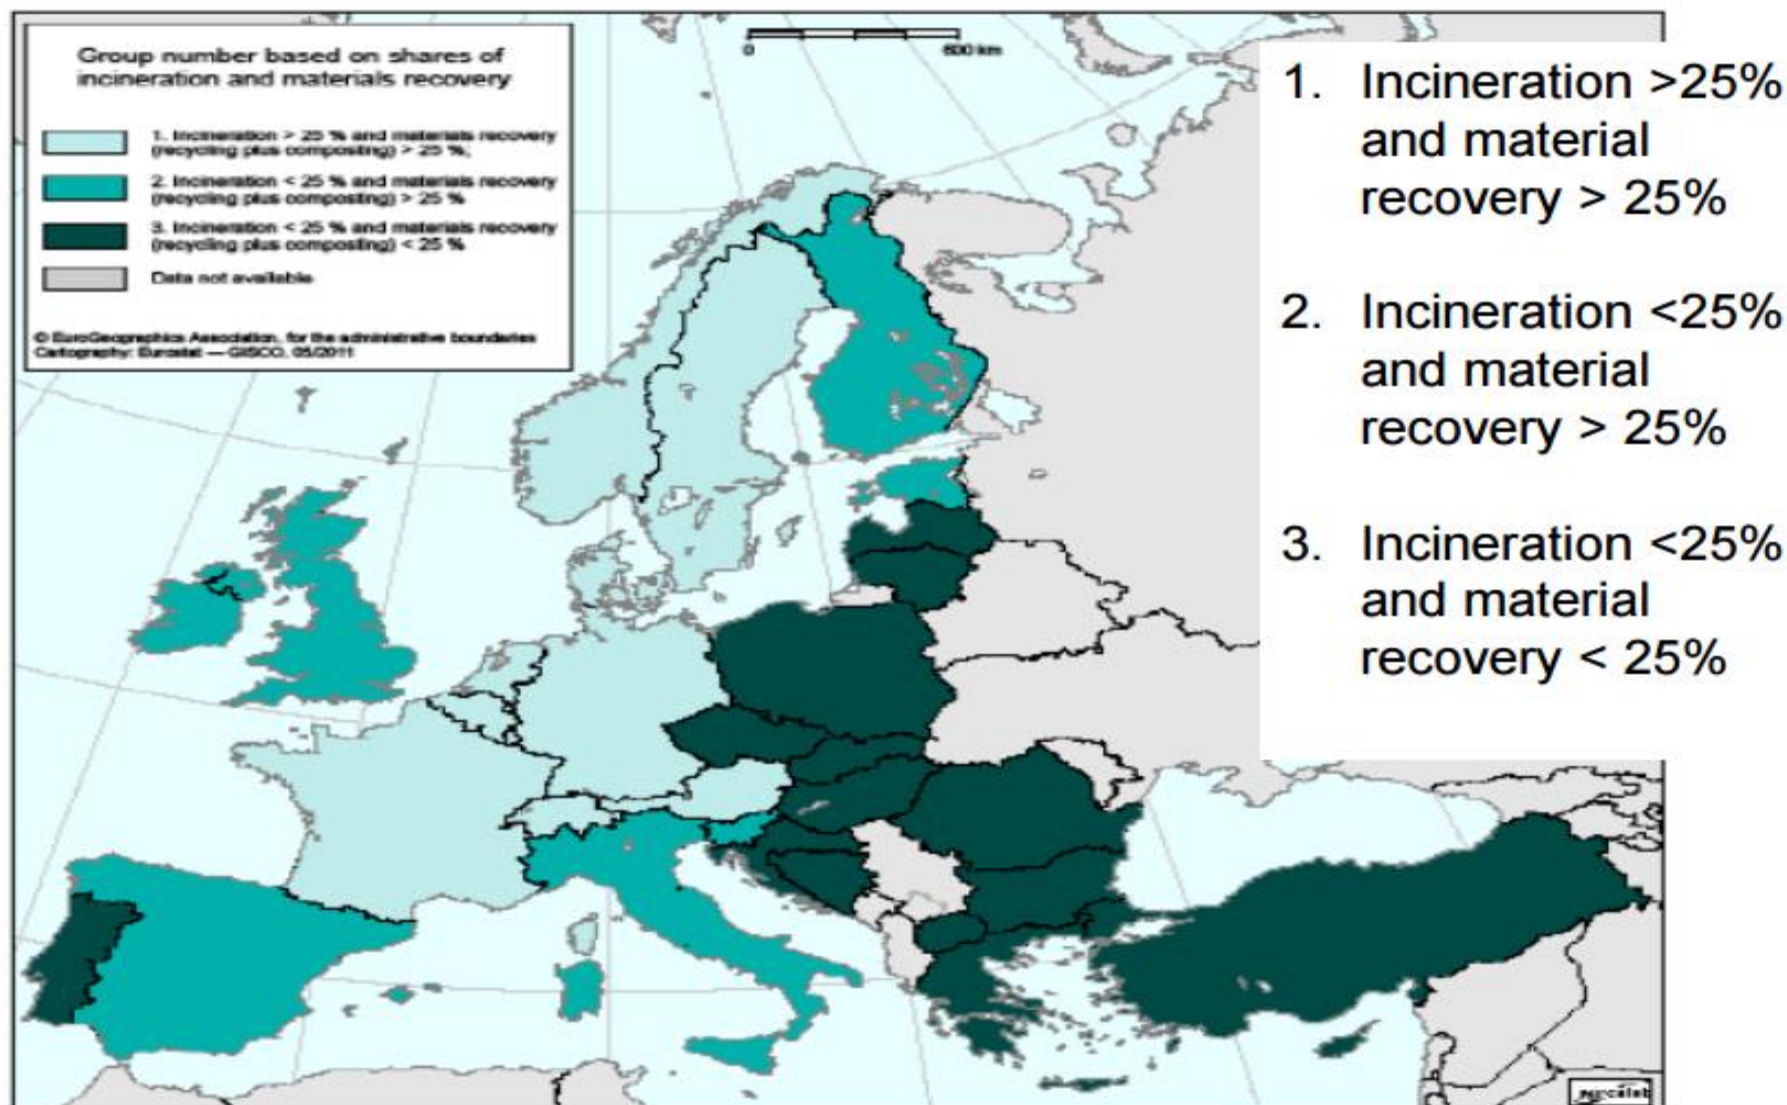 Group number based on shares of
incineration and materials recovery
1. Incineration > 25 % and materials recovery
(recycling plus composting) > 25 %;
2. Incineration < 25 % and materials recovery
(recycling plus composting) > 25 %
3. Incineration < 25 % and materials recovery
(recycling plus composting) < 25 %
Data not available
© EuroGeographics Association, for the administrative boundaries
Cartography: Eurostat — GISCO, 05/2011
0 600 km
1. Incineration >25%
and material
recovery > 25%
2. Incineration <25%
and material
recovery > 25%
3. Incineration <25%
and material
recovery < 25%